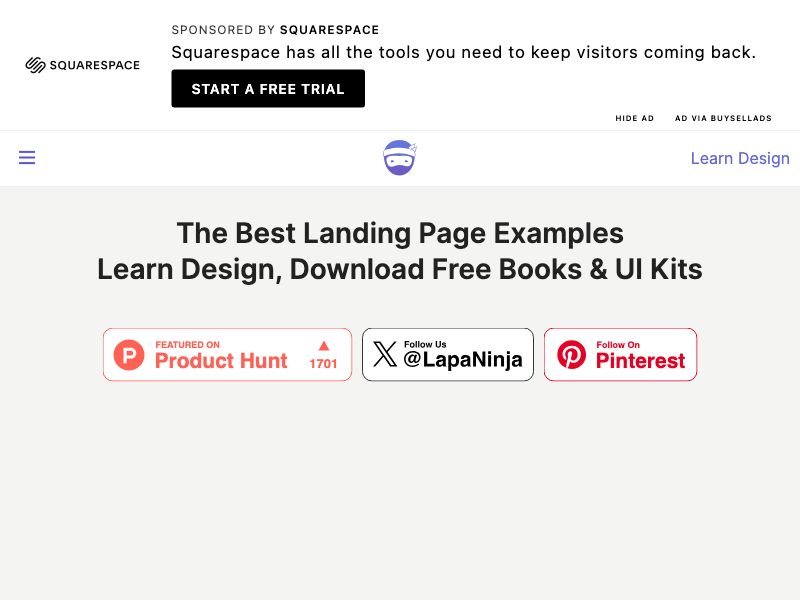 SPONSORED BY SQUARESPACE
Squarespace has all the tools you need to keep visitors coming back.
SQUARESPACE
START A FREE TRIAL
HIDE AD
AD VIA BUYSELLADS
Learn Design
The Best Landing Page Examples
Learn Design, Download Free Books & UI Kits
FEATURED ON
Product Hunt
1701
Follow Us
@LapaNinja
Follow On
Pinterest